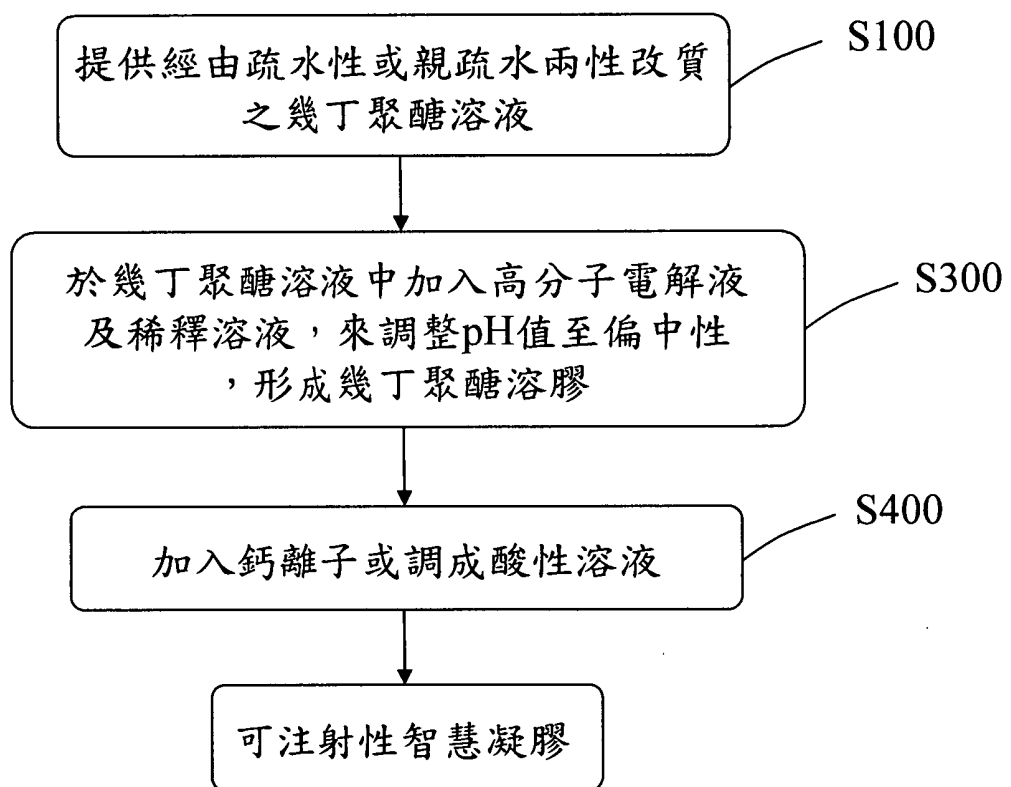 提供經由疏水性或親疏水兩性改質
之幾丁聚醣溶液
S100
於幾丁聚醣溶液中加入高分子電解液
及稀釋溶液，來調整pH值至偏中性
，形成幾丁聚醣溶膠
S300
加入鈣離子或調成酸性溶液
S400
可注射性智慧凝膠